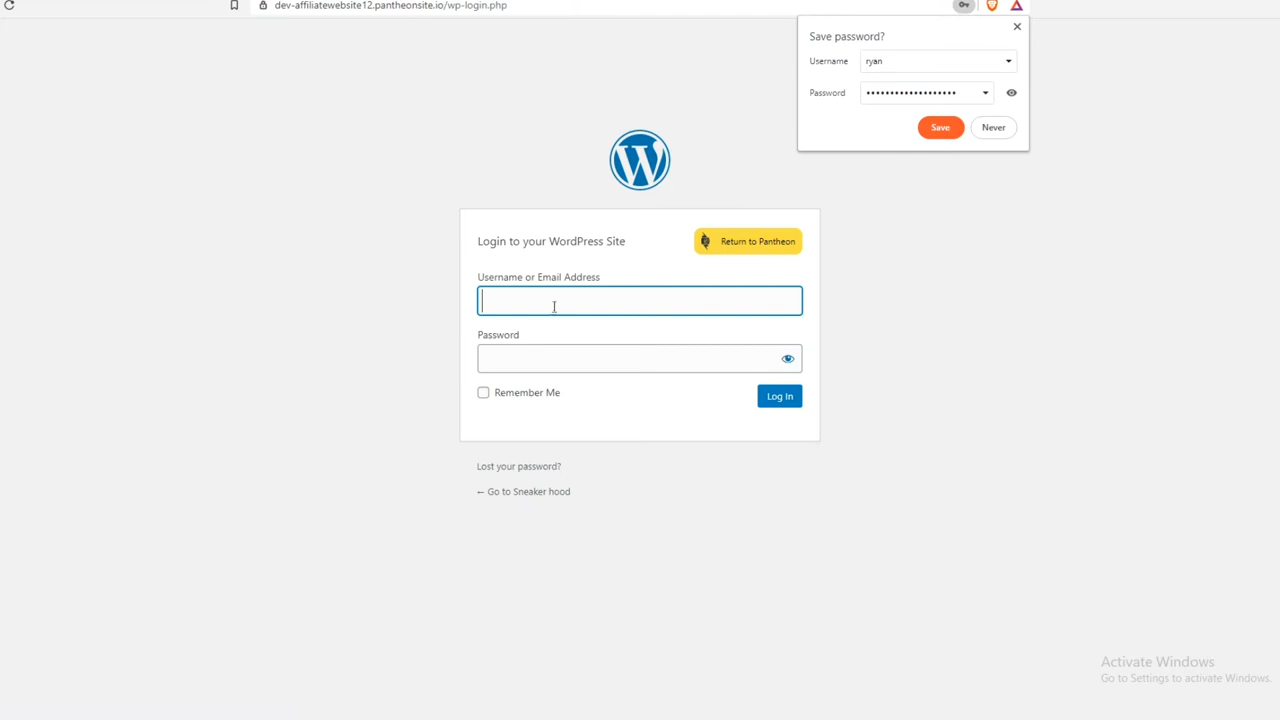 dev-affiliatewebsite12.pantheonsite.io/wp-login.php
Save password?
Username ryan
Password •••••••••••••••••••
Save Never
Login to your WordPress Site
Return to Pantheon
Username or Email Address
Password
Remember Me
Log In
Lost your password?
← Go to Sneaker hood
Activate Windows
Go to Settings to activate Windows.